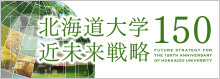 北海道大学
近未来戦略
150
FUTURE STRATEGY FOR
THE 150TH ANNIVERSARY
OF HOKKAIDO UNIVERSITY